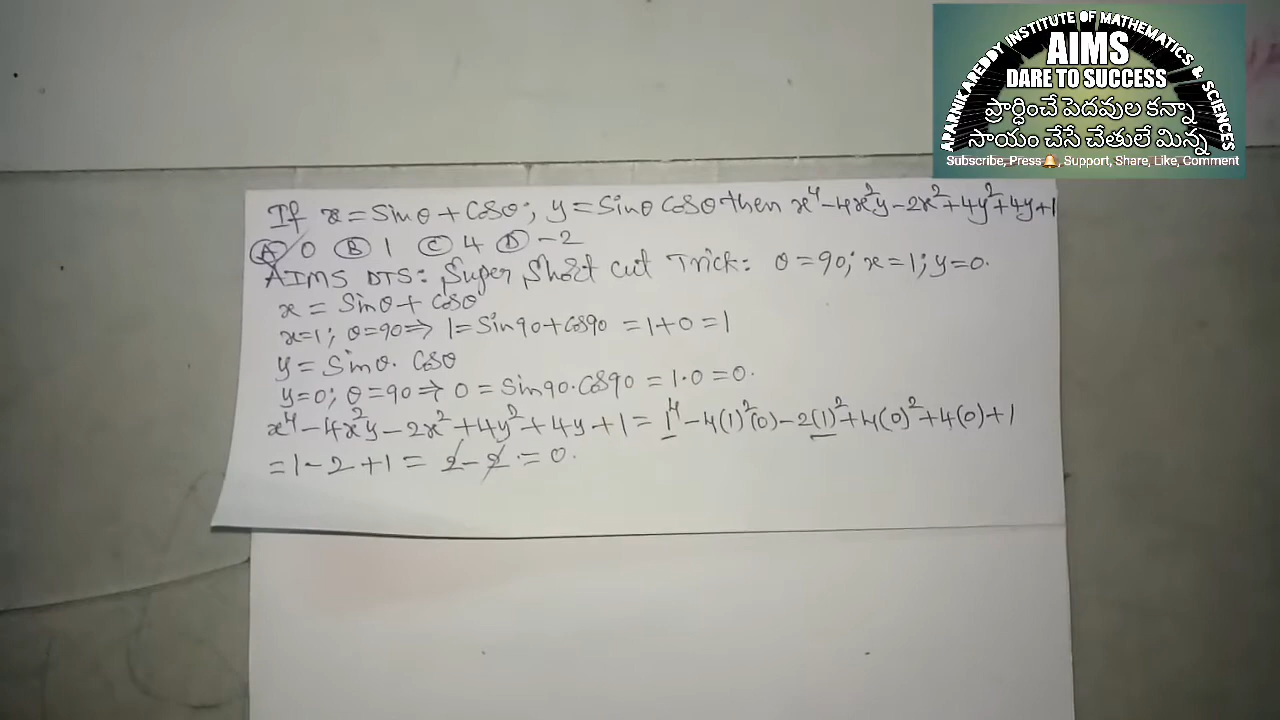 APARNIKAREDDY INSTITUTE OF MATHEMATICS & SCIENCES
AIMS
DARE TO SUCCESS
ప్రార్ధించే పెదవుల కన్నా
సాయం చేసే చేతులే మిన్న
Subscribe, Press🔔, Support, Share, Like, Comment
If x = Sinθ + Cosθ; y = Sinθ Cosθ then x⁴ - 4x²y - 2x² + 4y² + 4y + 1
Ⓐ 0 Ⓑ 1 Ⓒ 4 Ⓓ -2
AIMS DTS: Super Short cut Trick: θ = 90; x = 1; y = 0.
x = Sinθ + Cosθ
x=1; θ=90 ⇒ 1 = Sin90 + Cos90 = 1 + 0 = 1
y = Sinθ. Cosθ
y=0; θ=90 ⇒ 0 = Sin90.Cos90 = 1.0 = 0.
x⁴ - 4x²y - 2x² + 4y² + 4y + 1 = 1⁴ - 4(1)²(0) - 2(1)² + 4(0)² + 4(0) + 1
= 1 - 2 + 1 = 2 - 2 = 0.